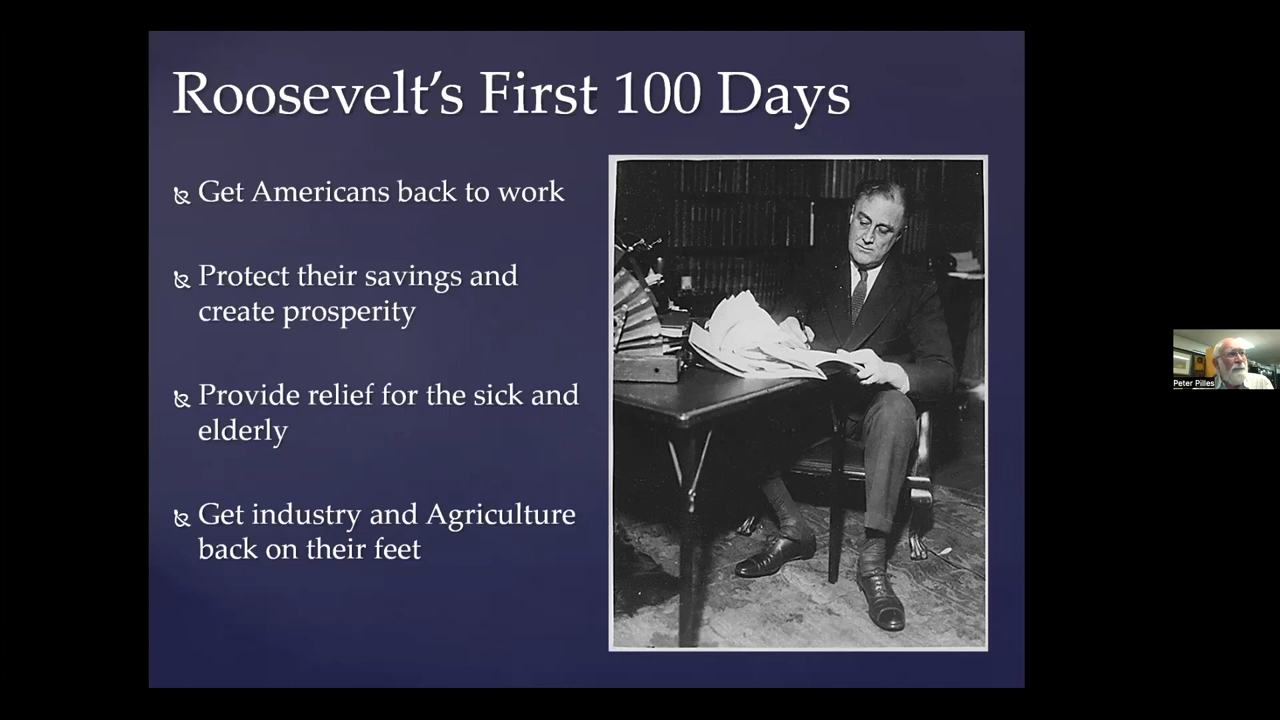 Roosevelt’s First 100 Days
Get Americans back to work
Protect their savings and
create prosperity
Provide relief for the sick and
elderly
Get industry and Agriculture
back on their feet
Peter Pilles